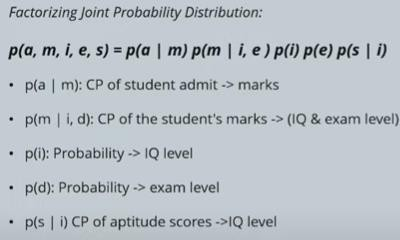 Factorizing Joint Probability Distribution:
p(a, m, i, e, s) = p(a | m) p(m | i, e ) p(i) p(e) p(s | i)
• p(a | m): CP of student admit -> marks
• p(m | i, d): CP of the student's marks -> (IQ & exam level)
• p(i): Probability -> IQ level
• p(d): Probability -> exam level
• p(s | i) CP of aptitude scores ->IQ level